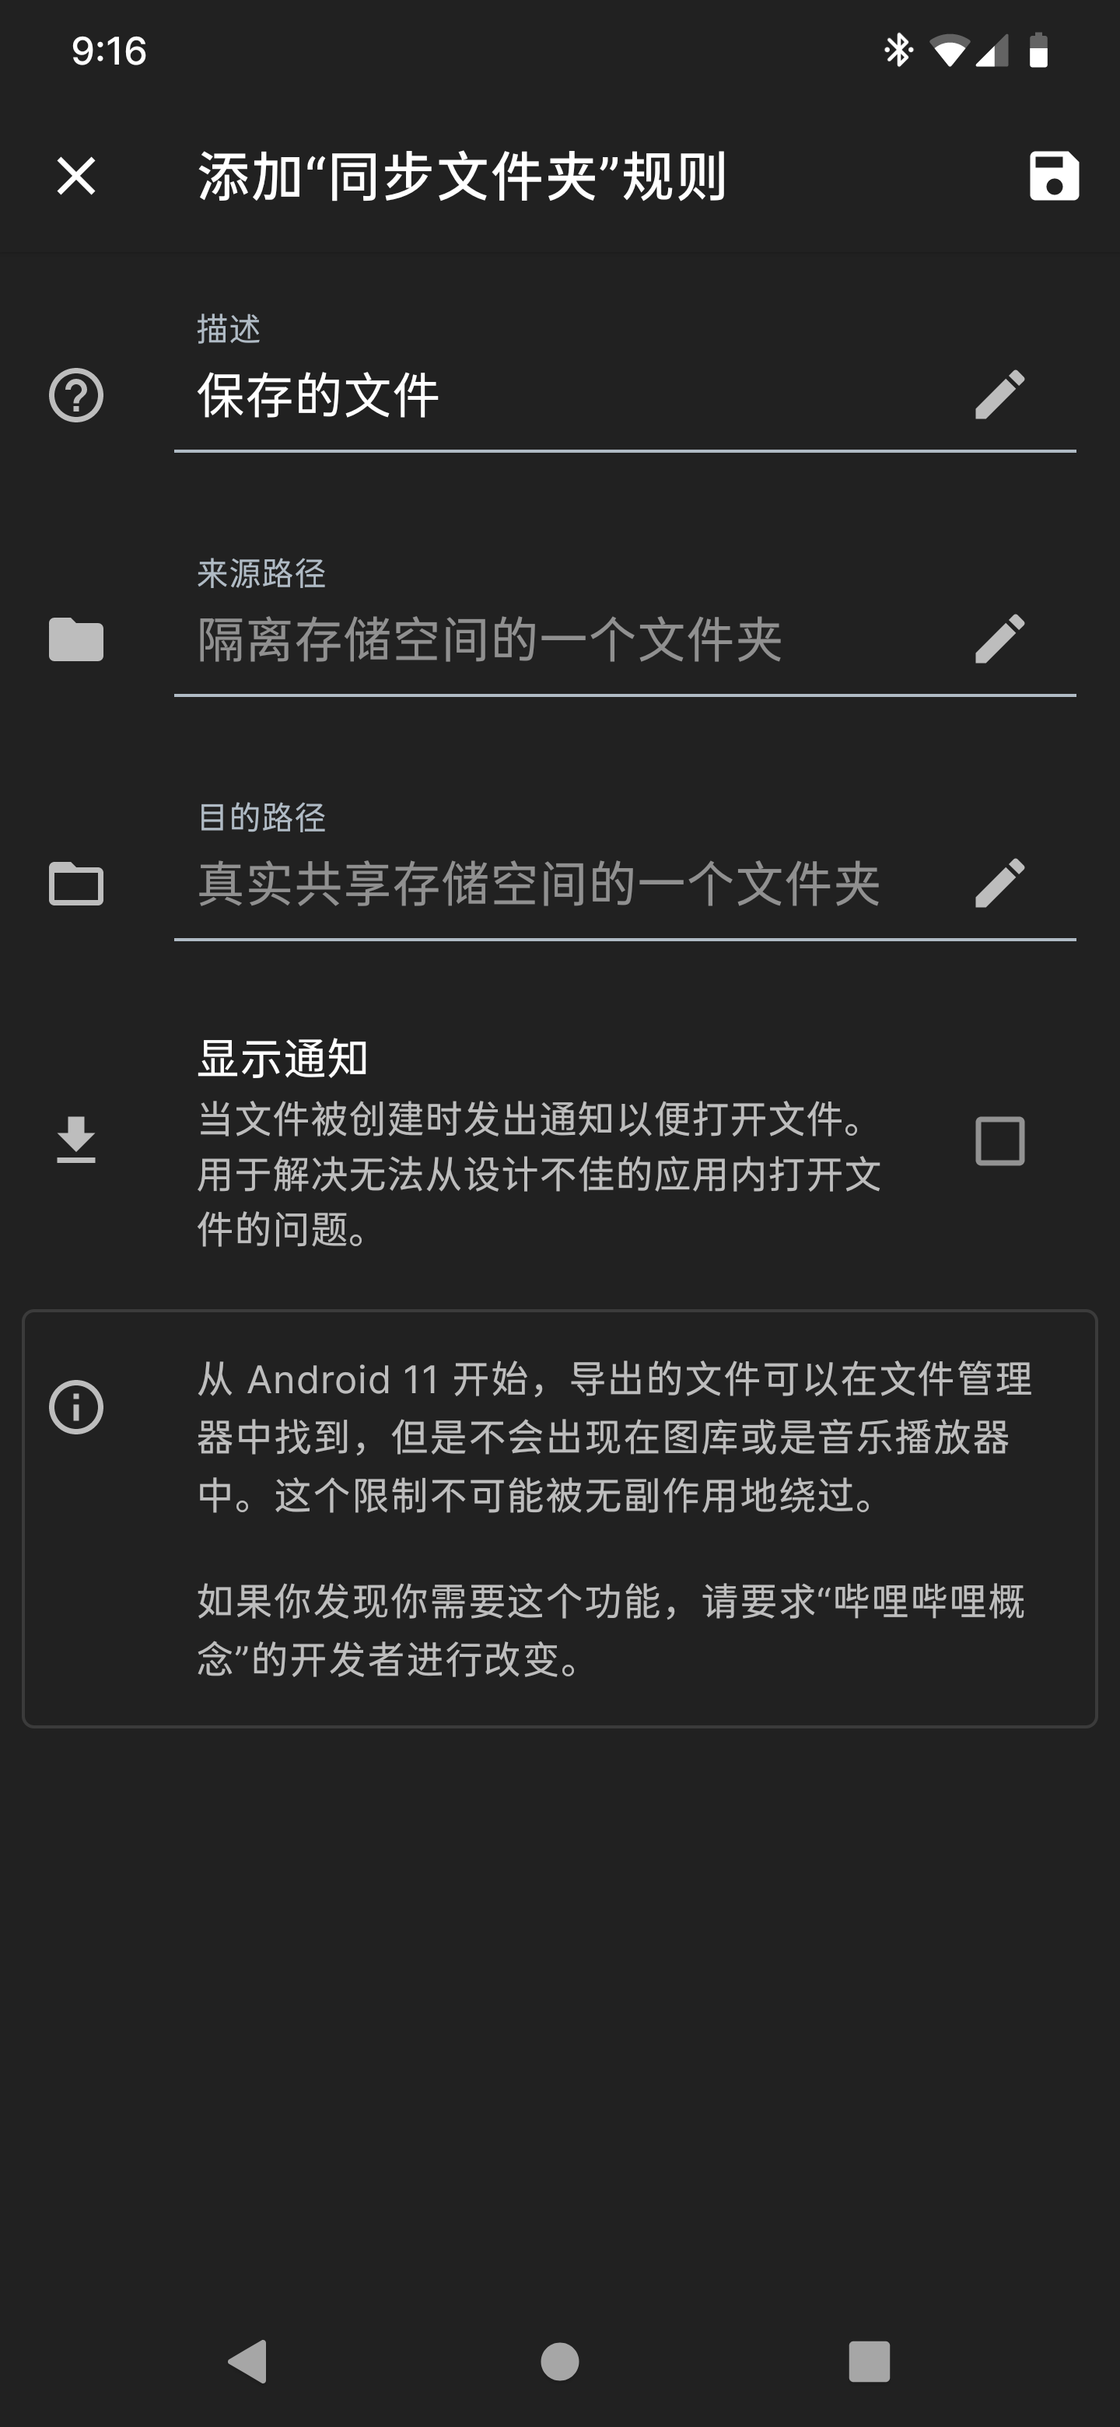 9:16
添加“同步文件夹”规则
描述
保存的文件
来源路径
隔离存储空间的一个文件夹
目的路径
真实共享存储空间的一个文件夹
显示通知
当文件被创建时发出通知以便打开文件。
用于解决无法从设计不佳的应用内打开文
件的问题。
从 Android 11 开始，导出的文件可以在文件管理
器中找到，但是不会出现在图库或是音乐播放器
中。这个限制不可能被无副作用地绕过。
如果你发现你需要这个功能，请要求“哔哩哔哩概
念”的开发者进行改变。